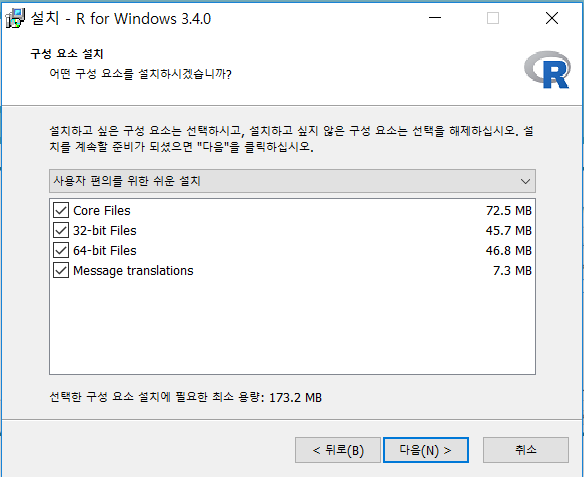 설치 - R for Windows 3.4.0
구성 요소 설치
어떤 구성 요소를 설치하시겠습니까?
R
설치하고 싶은 구성 요소는 선택하시고, 설치하고 싶지 않은 구성 요소는 선택을 해제하십시오. 설
치를 계속할 준비가 되셨으면 "다음"을 클릭하십시오.
사용자 편의를 위한 쉬운 설치
Core Files 72.5 MB
32-bit Files 45.7 MB
64-bit Files 46.8 MB
Message translations 7.3 MB
선택한 구성 요소 설치에 필요한 최소 용량: 173.2 MB
< 뒤로(B) 다음(N) > 취소